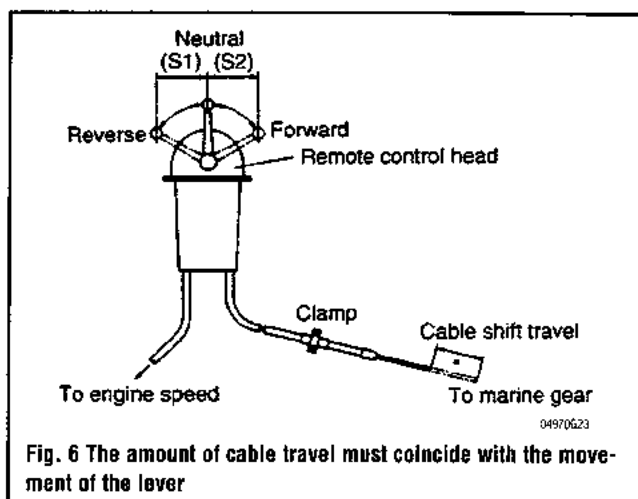 Neutral
(S1) (S2)
Reverse
Forward
Remote control head
Clamp
Cable shift travel
To engine speed
To marine gear
04970G23
Fig. 6 The amount of cable travel must coincide with the move-
ment of the lever